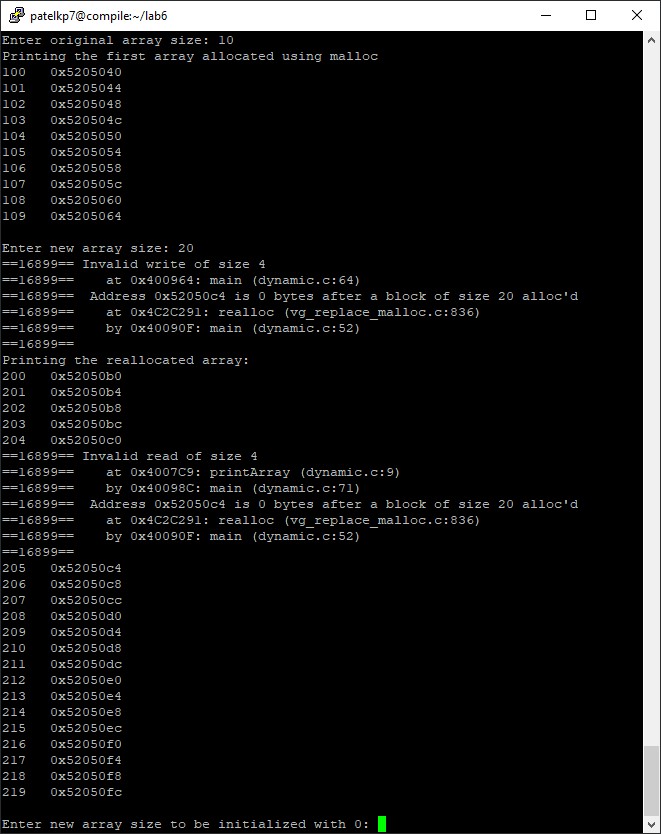 patelkp7@compile:~/lab6
Enter original array size: 10
Printing the first array allocated using malloc
100   0x5205040
101   0x5205044
102   0x5205048
103   0x520504c
104   0x5205050
105   0x5205054
106   0x5205058
107   0x520505c
108   0x5205060
109   0x5205064
Enter new array size: 20
==16899== Invalid write of size 4
==16899==    at 0x400964: main (dynamic.c:64)
==16899==  Address 0x52050c4 is 0 bytes after a block of size 20 alloc'd
==16899==    at 0x4C2C291: realloc (vg_replace_malloc.c:836)
==16899==    by 0x40090F: main (dynamic.c:52)
==16899==
Printing the reallocated array:
200   0x52050b0
201   0x52050b4
202   0x52050b8
203   0x52050bc
204   0x52050c0
==16899== Invalid read of size 4
==16899==    at 0x4007C9: printArray (dynamic.c:9)
==16899==    by 0x40098C: main (dynamic.c:71)
==16899==  Address 0x52050c4 is 0 bytes after a block of size 20 alloc'd
==16899==    at 0x4C2C291: realloc (vg_replace_malloc.c:836)
==16899==    by 0x40090F: main (dynamic.c:52)
==16899==
205   0x52050c4
206   0x52050c8
207   0x52050cc
208   0x52050d0
209   0x52050d4
210   0x52050d8
211   0x52050dc
212   0x52050e0
213   0x52050e4
214   0x52050e8
215   0x52050ec
216   0x52050f0
217   0x52050f4
218   0x52050f8
219   0x52050fc
Enter new array size to be initialized with 0: